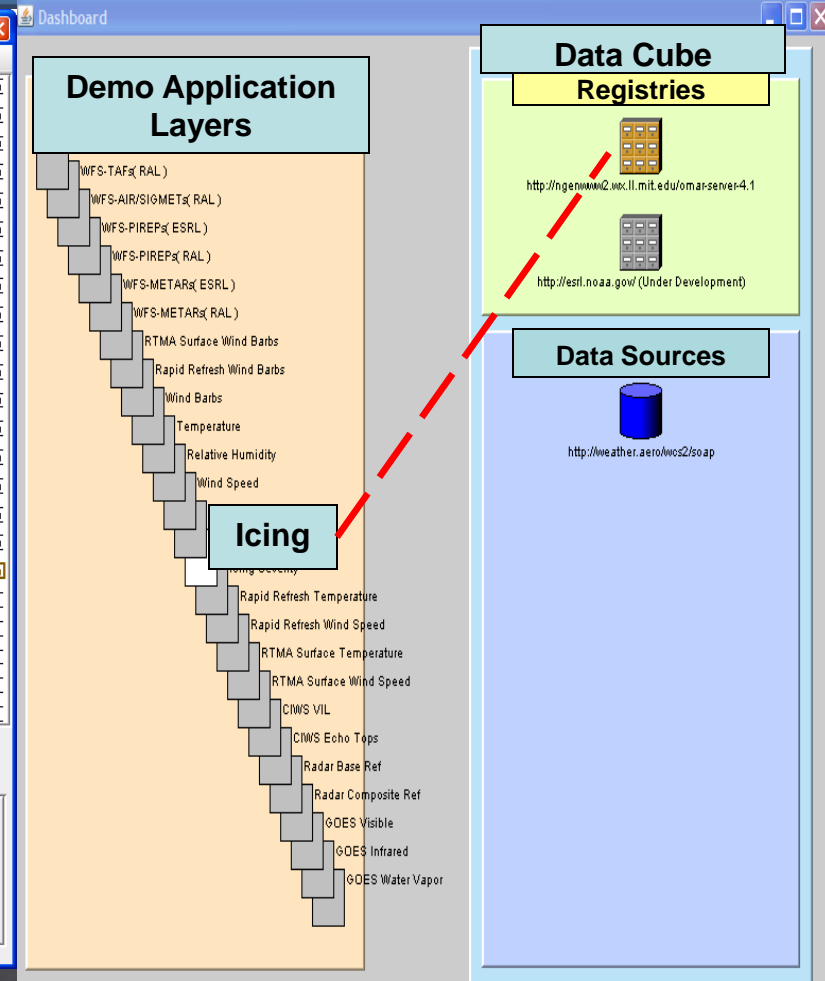 Dashboard
Demo Application
Layers
WFS-TAFs( RAL )
WFS-AIR/SIGMETs( RAL )
WFS-PIREPs( ESRL )
WFS-PIREPs( RAL )
WFS-METARs( ESRL )
WFS-METARs( RAL )
RTMA Surface Wind Barbs
Rapid Refresh Wind Barbs
Wind Barbs
Temperature
Relative Humidity
Wind Speed
Icing
Icing Severity
Rapid Refresh Temperature
Rapid Refresh Wind Speed
RTMA Surface Temperature
RTMA Surface Wind Speed
CIWS VIL
CIWS Echo Tops
Radar Base Ref
Radar Composite Ref
GOES Visible
GOES Infrared
GOES Water Vapor
Data Cube
Registries
http://ngenwww2.wx.ll.mit.edu/omar-server-4.1
http://esrl.noaa.gov/ (Under Development)
Data Sources
http://weather.aero/wcs2/soap